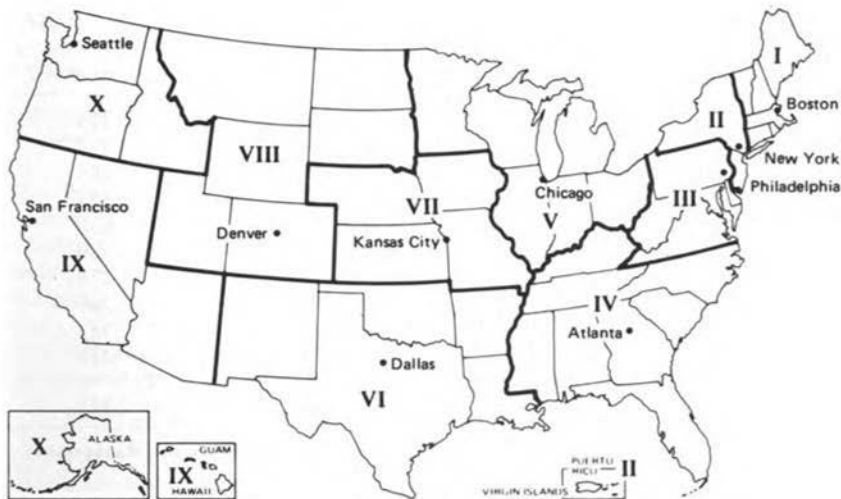 I
Seattle
X
Boston
II
VIII
New York
Chicago
Philadelphia
III
San Francisco
VII
V
Denver
Kansas City
IX
IV
Atlanta
Dallas
VI
X
ALASKA
GUAM
IX
HAWAII
II
VIRGIN ISLANDS